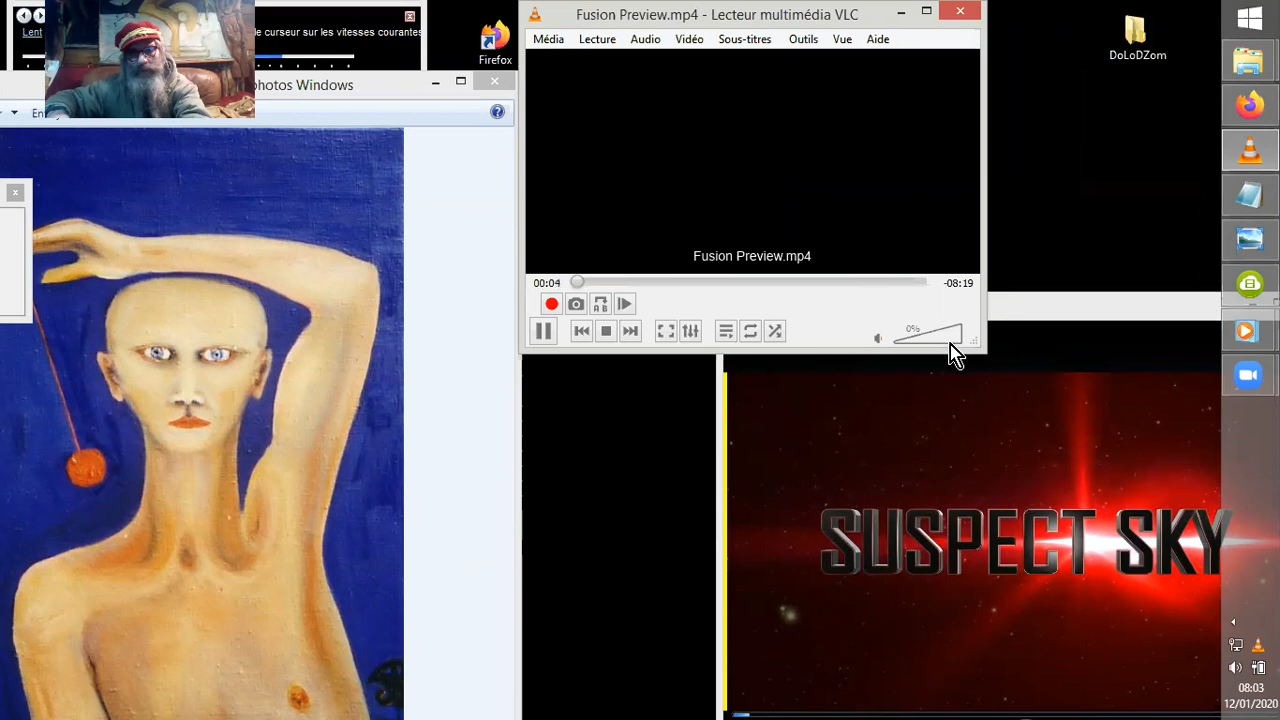 Lent
le curseur sur les vitesses courantes
Firefox
photos Windows
En
Fusion Preview.mp4 - Lecteur multimédia VLC
Média Lecture Audio Vidéo Sous-titres Outils Vue Aide
Fusion Preview.mp4
00:04
-08:19
A B
0%
DoLoDZom
SUSPECT SKY
08:03
12/01/2020